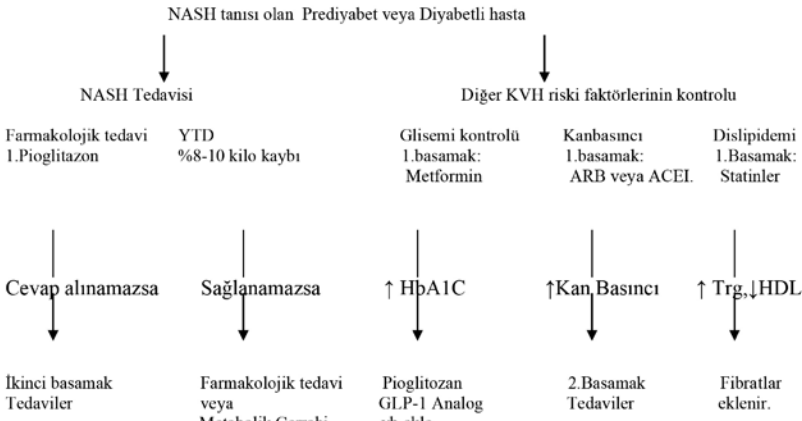 NASH tanısı olan Prediyabet veya Diyabetli hasta
NASH Tedavisi
Diğer KVH riski faktörlerinin kontrolu
Farmakolojik tedavi
1.Pioglitazon
YTD
%8-10 kilo kaybı
Glisemi kontrolü
1.basamak:
Metformin
Kanbasıncı
1.basamak:
ARB veya ACEI.
Dislipidemi
1.Basamak:
Statinler
Cevap alınamazsa
Sağlanamazsa
↑ HbA1C
↑Kan Basıncı
↑ Trg,↓HDL
İkinci basamak
Tedaviler
Farmakolojik tedavi
veya
Pioglitozan
GLP-1 Analog
2.Basamak
Tedaviler
Fibratlar
eklenir.